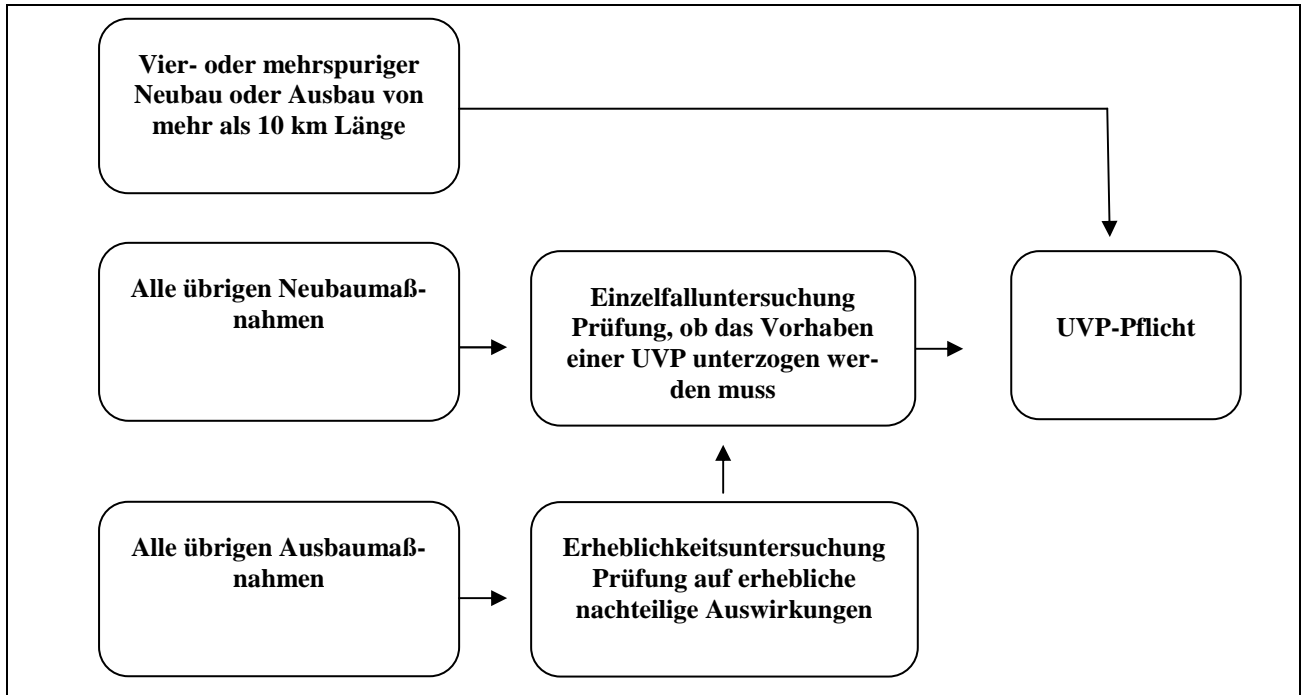 Vier- oder mehrspuriger
Neubau oder Ausbau von
mehr als 10 km Länge
Alle übrigen Neubaumaß-
nahmen
Einzelfalluntersuchung
Prüfung, ob das Vorhaben
einer UVP unterzogen wer-
den muss
UVP-Pflicht
Alle übrigen Ausbaumaß-
nahmen
Erheblichkeitsuntersuchung
Prüfung auf erhebliche
nachteilige Auswirkungen